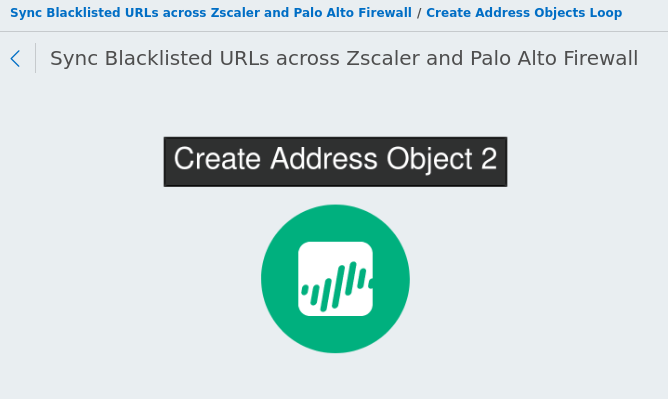 Sync Blacklisted URLs across Zscaler and Palo Alto Firewall / Create Address Objects Loop
Sync Blacklisted URLs across Zscaler and Palo Alto Firewall
Create Address Object 2